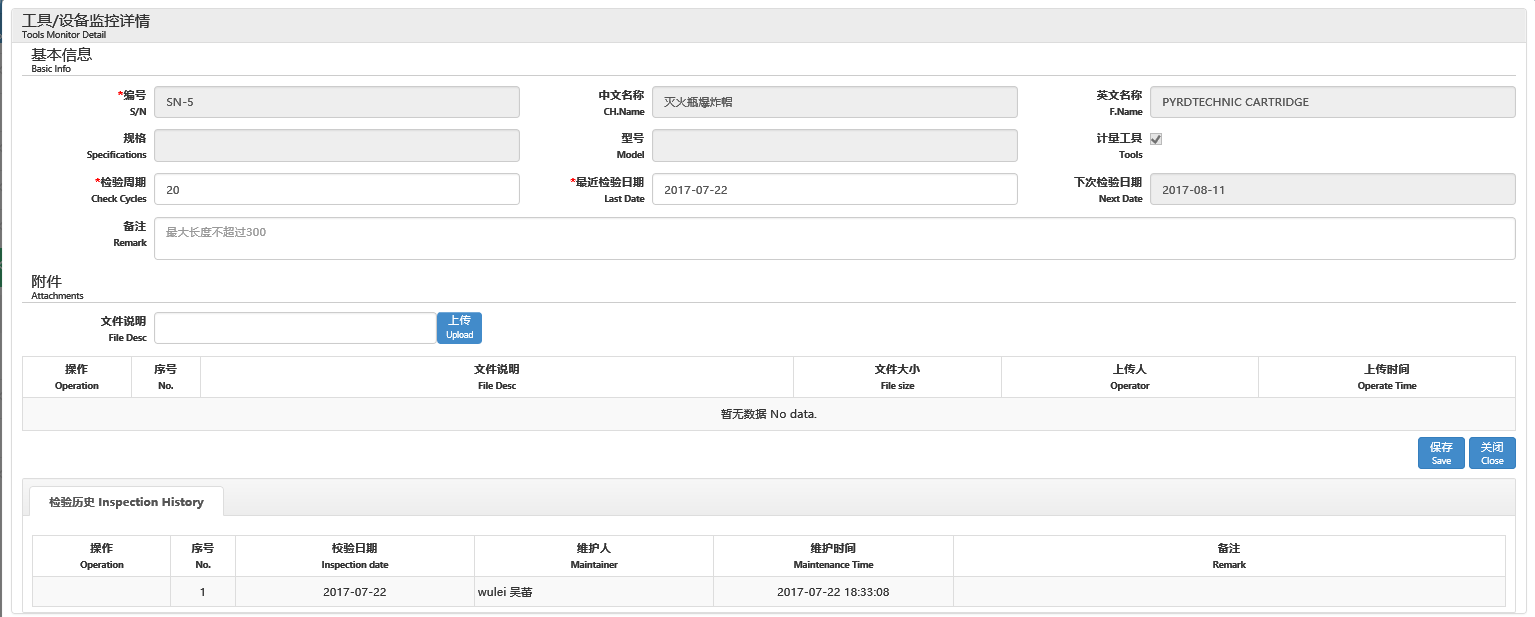 工具/设备监控详情
Tools Monitor Detail
基本信息
Basic Info
*编号
S/N
SN-5
中文名称
CH.Name
灭火瓶爆炸帽
英文名称
F.Name
PYRDTECHNIC CARTRIDGE
规格
Specifications
型号
Model
计量工具
Tools
*检验周期
Check Cycles
20
*最近检验日期
Last Date
2017-07-22
下次检验日期
Next Date
2017-08-11
备注
Remark
最大长度不超过300
附件
Attachments
文件说明
File Desc
上传
Upload
操作 序号 文件说明 文件大小 上传人 上传时间
Operation No. File Desc File size Operator Operate Time
暂无数据 No data.
保存 关闭
Save Close
检验历史 Inspection History
操作 序号 校验日期 维护人 维护时间 备注
Operation No. Inspection date Maintainer Maintenance Time Remark
1 2017-07-22 wulei 吴蕾 2017-07-22 18:33:08